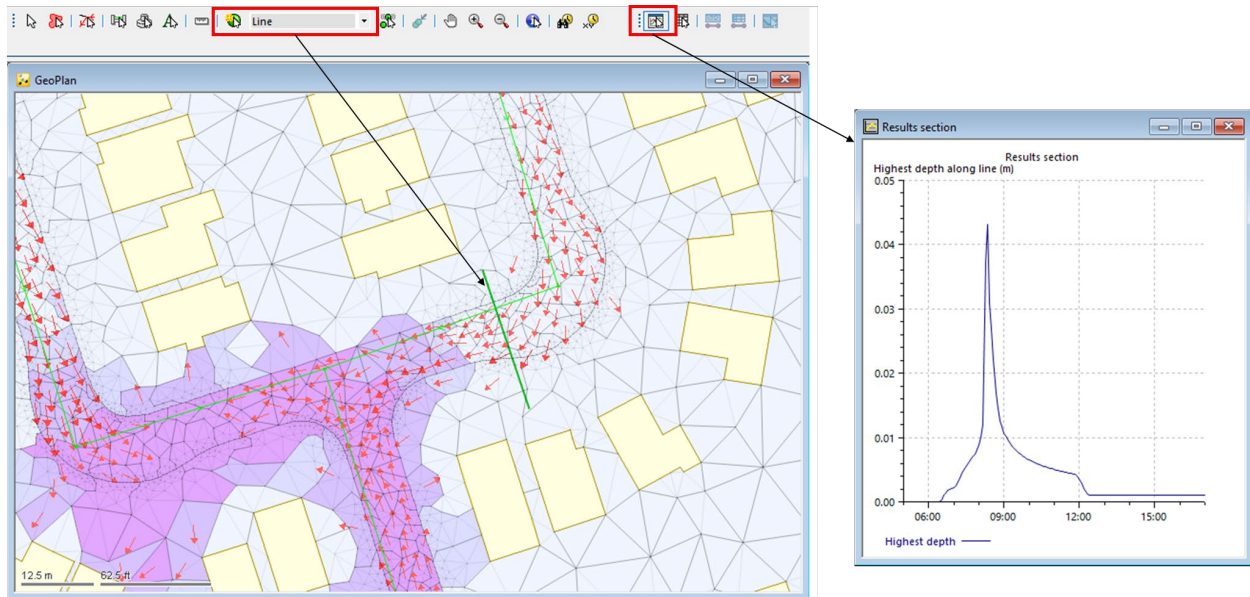 Line
GeoPlan
12.5 m
62.5 ft
Results section
Results section
Highest depth along line (m)
0.05
0.04
0.03
0.02
0.01
0.00
06:00 09:00 12:00 15:00
Highest depth